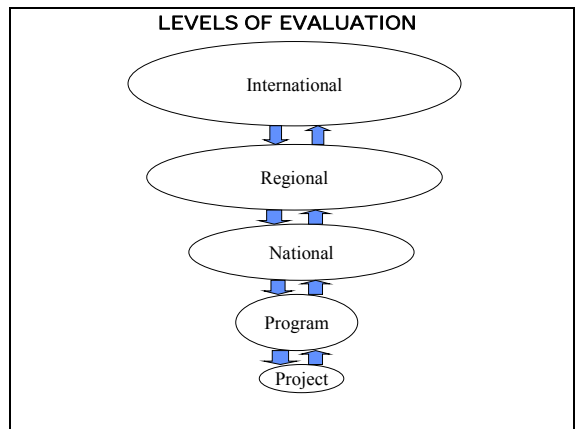 LEVELS OF EVALUATION
International
Regional
National
Program
Project